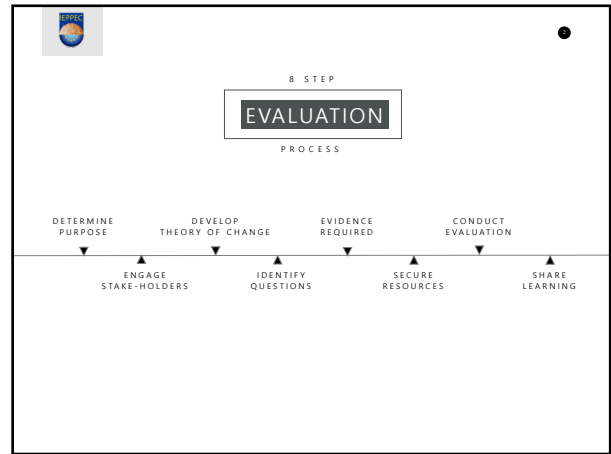 IEPPEC
8 STEP
EVALUATION
PROCESS
DETERMINE
PURPOSE
ENGAGE
STAKE-HOLDERS
DEVELOP
THEORY OF CHANGE
IDENTIFY
QUESTIONS
EVIDENCE
REQUIRED
SECURE
RESOURCES
CONDUCT
EVALUATION
SHARE
LEARNING